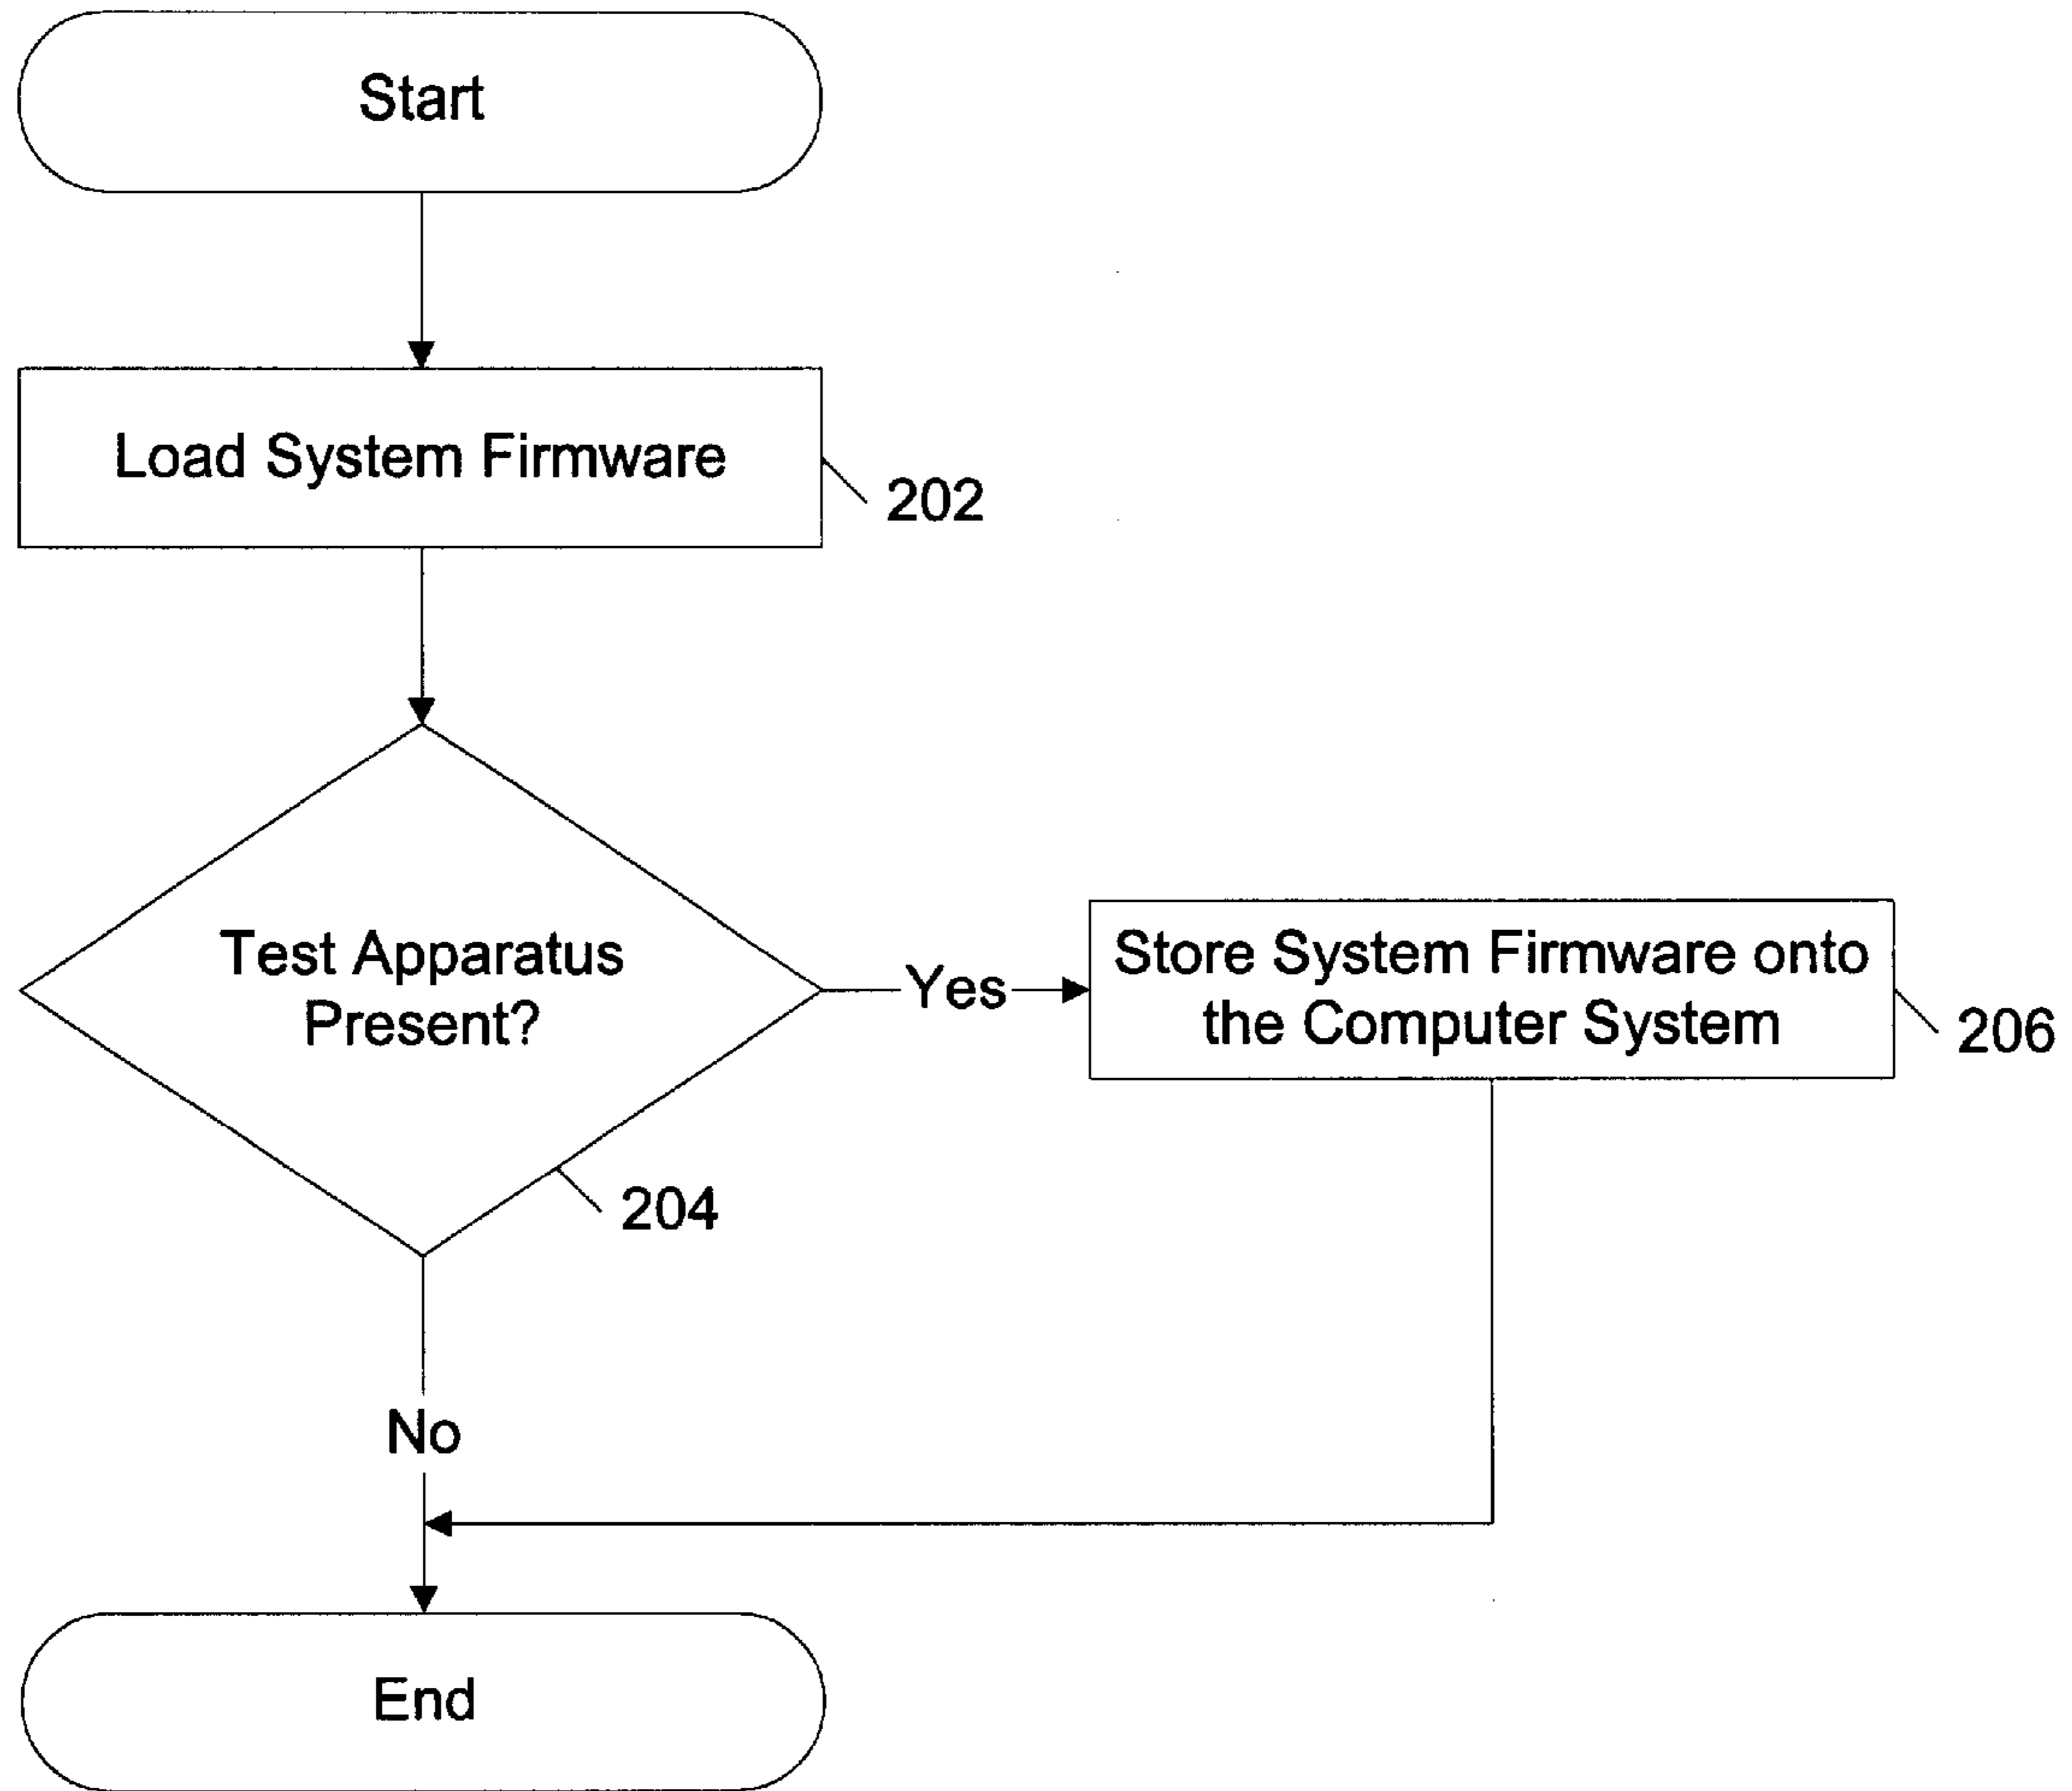 Start
Load System Firmware
202
Test Apparatus
Present?
204
Yes
Store System Firmware onto
the Computer System
206
No
End